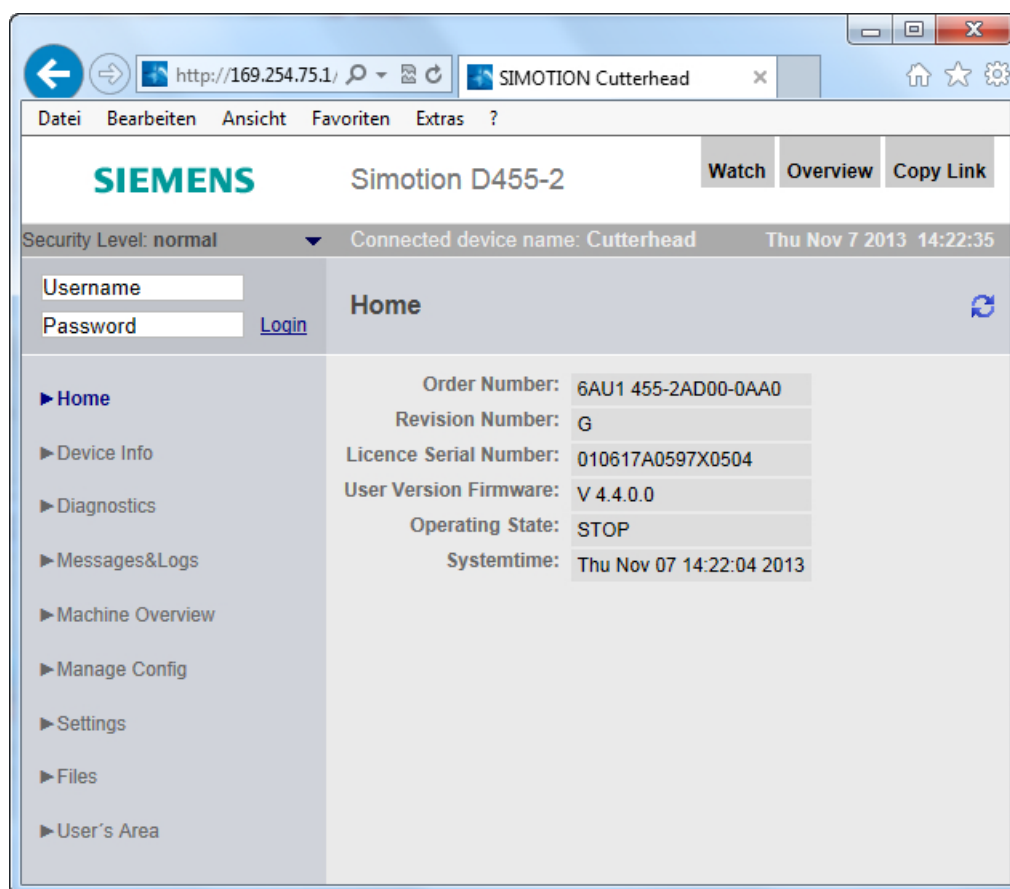 http://169.254.75.1/
SIMOTION Cutterhead
Datei Bearbeiten Ansicht Favoriten Extras ?
SIEMENS
Simotion D455-2
Watch Overview Copy Link
Security Level: normal
Connected device name: Cutterhead
Thu Nov 7 2013 14:22:35
Username
Password
Login
Home
►Home
►Device Info
►Diagnostics
►Messages&Logs
►Machine Overview
►Manage Config
►Settings
►Files
►User´s Area
Order Number: 6AU1 455-2AD00-0AA0
Revision Number: G
Licence Serial Number: 010617A0597X0504
User Version Firmware: V 4.4.0.0
Operating State: STOP
Systemtime: Thu Nov 07 14:22:04 2013